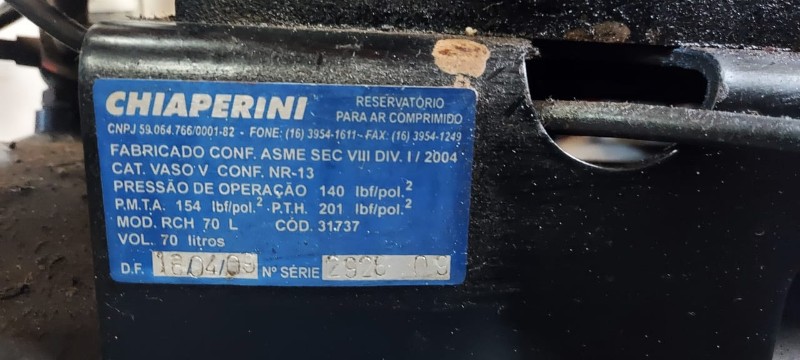 CHIAPERINI
RESERVATÓRIO
PARA AR COMPRIMIDO
CNPJ 59.064.766/0001-82 - FONE: (16) 3954-1611 - FAX: (16) 3954-1249
FABRICADO CONF. ASME SEC VIII DIV. I / 2004
CAT. VASO V CONF. NR-13
PRESSÃO DE OPERAÇÃO 140 lbf/pol.²
P.M.T.A. 154 lbf/pol.² - P.T.H. 201 lbf/pol.²
MOD. RCH 70 L CÓD. 31.737
VOL. 70 litros
D.F. Nº SÉRIE